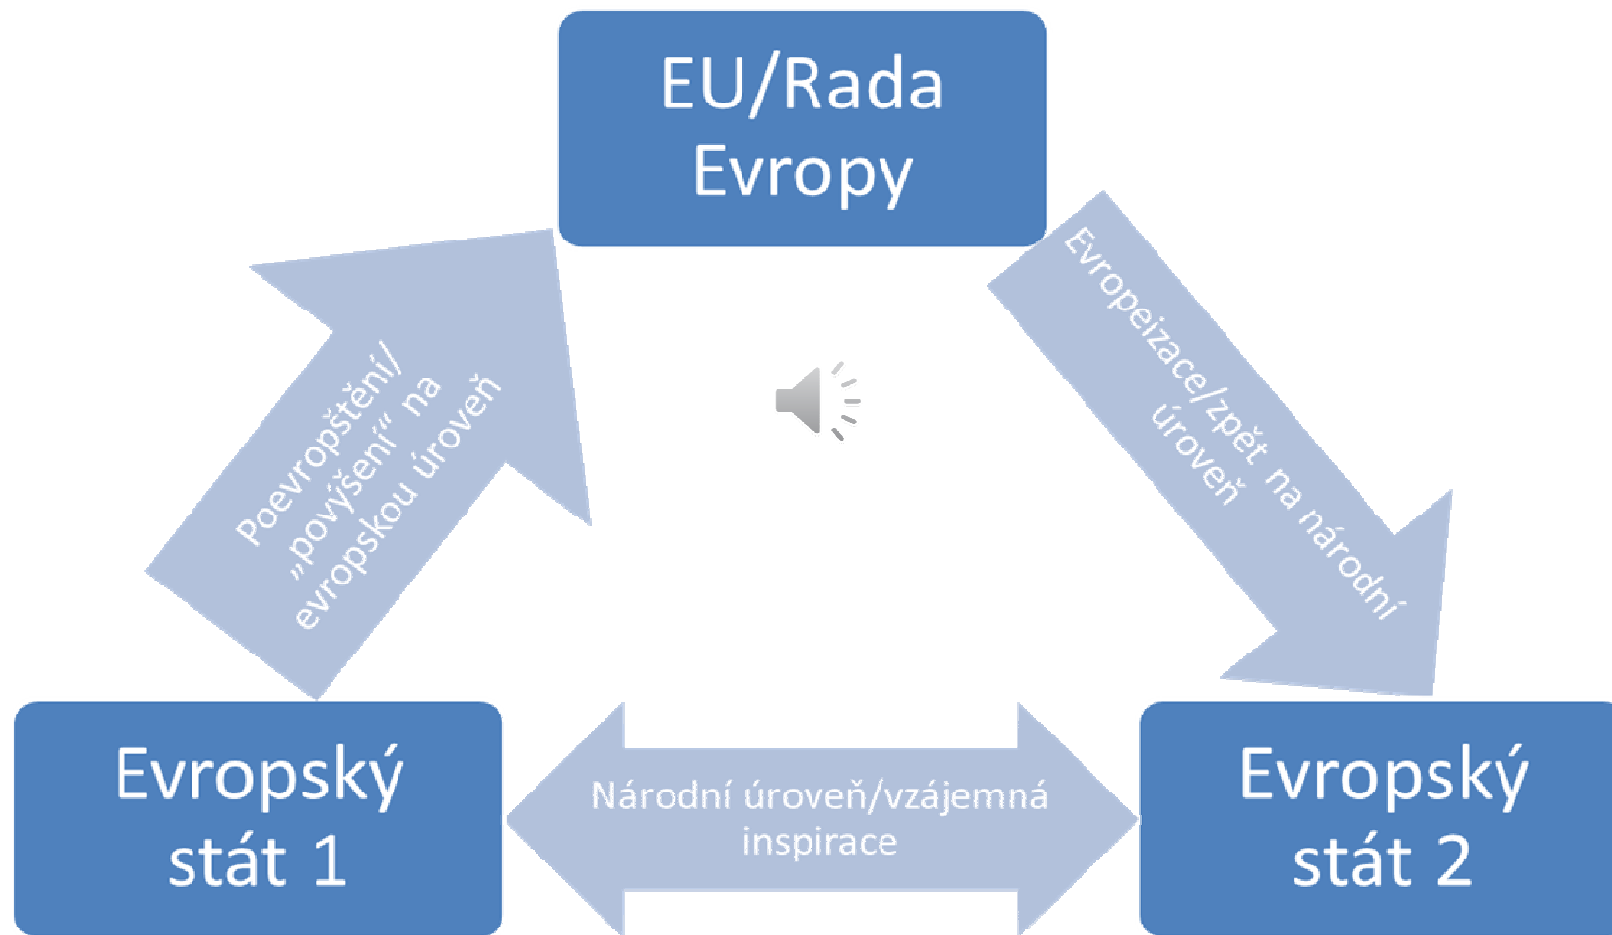 EU/Rada
Evropy
Poevropštění/
„povýšení“ na
evropskou úroveň
Evropeizace/zpět na národní
úroveň
Evropský
stát 1
Národní úroveň/vzájemná
inspirace
Evropský
stát 2